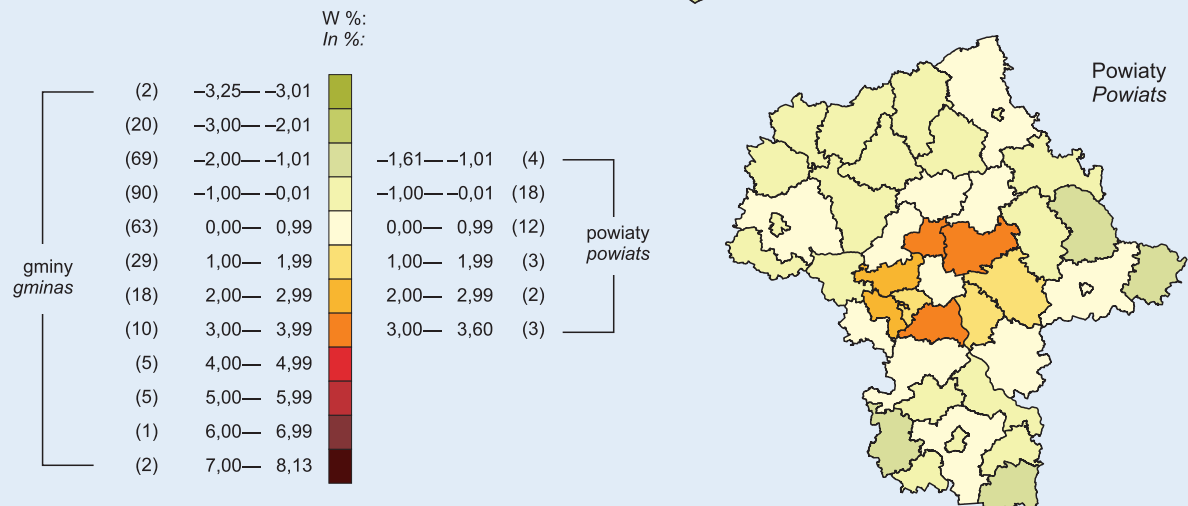 W %:
In %:
(2) –3,25— –3,01
(20) –3,00— –2,01
(69) –2,00— –1,01 –1,61— –1,01 (4)
(90) –1,00— –0,01 –1,00— –0,01 (18)
(63) 0,00— 0,99 0,00— 0,99 (12)
(29) 1,00— 1,99 1,00— 1,99 (3)
(18) 2,00— 2,99 2,00— 2,99 (2)
(10) 3,00— 3,99 3,00— 3,60 (3)
(5) 4,00— 4,99
(5) 5,00— 5,99
(1) 6,00— 6,99
(2) 7,00— 8,13
gminy
gminas
powiaty
powiats
Powiaty
Powiats